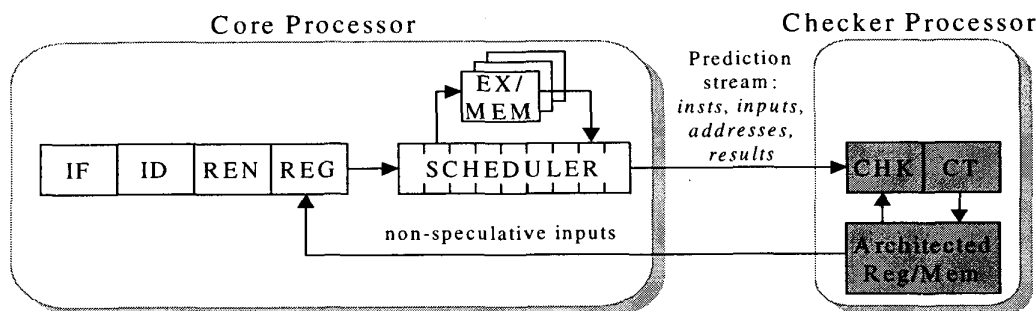 Core Processor
Checker Processor
EX/
MEM
Prediction
stream:
insts, inputs,
addresses,
results
IF ID REN REG
SCHEDULER
CHK CT
non-speculative inputs
Architected
Reg/Mem